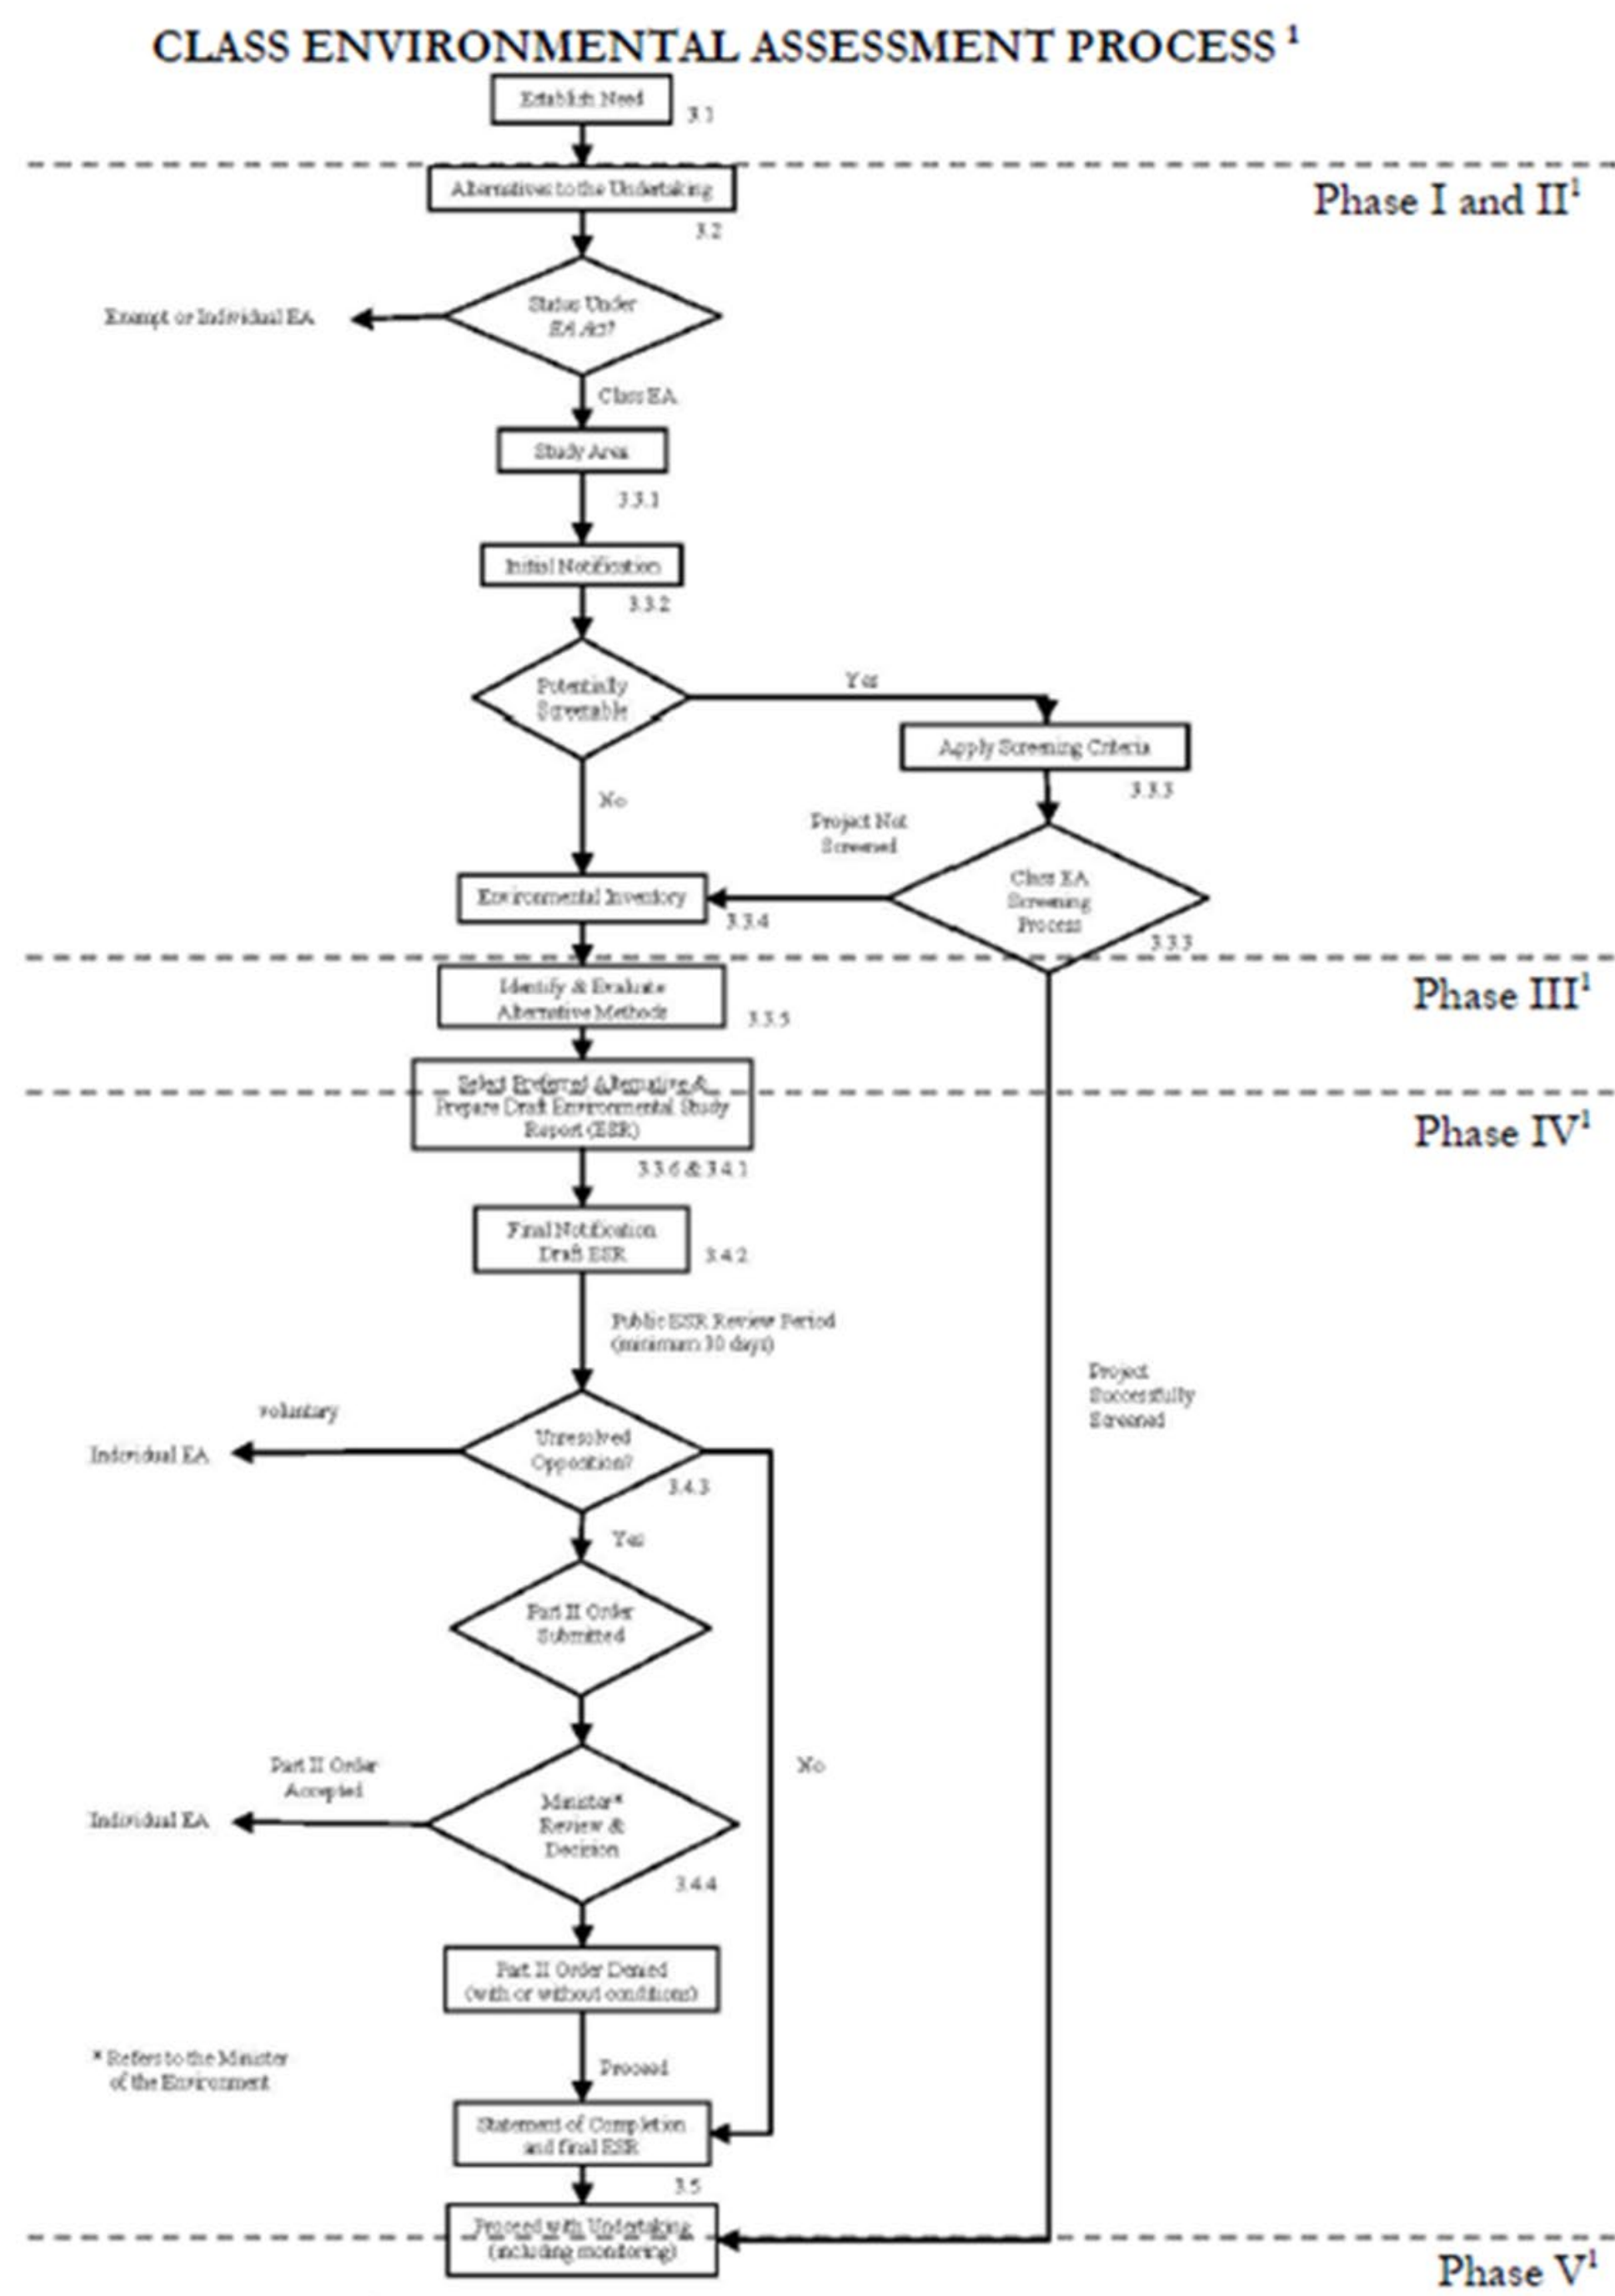 CLASS ENVIRONMENTAL ASSESSMENT PROCESS 1
Establish Need
3.1
Alternatives to the Undertaking
Phase I and II1
3.2
Status Under
EA Act?
Exempt or Individual EA
Class EA
Study Area
3.3.1
Initial Notification
3.3.2
Potentially
Screenable
Yes
Apply Screening Criteria
3.3.3
No
Project Not
Screened
Class EA
Screening
Process
3.3.3
Environmental Inventory
3.3.4
Phase III1
Identify & Evaluate
Alternative Methods
3.3.5
Select Preferred Alternative &
Prepare Draft Environmental Study
Report (ESR)
Phase IV1
3.3.6 & 3.4.1
Final Notification
Draft ESR
3.4.2
Public ESR Review Period
(minimum 30 days)
Project
Successfully
Screened
voluntary
Individual EA
Unresolved
Opposition?
3.4.3
Yes
Part II Order
Submitted
No
Part II Order
Accepted
Individual EA
Minister*
Review &
Decision
3.4.4
Part II Order Denied
(with or without conditions)
* Refers to the Minister
of the Environment
Proceed
Statement of Completion
and final ESR
3.5
Proceed with Undertaking
(including monitoring)
Phase V1